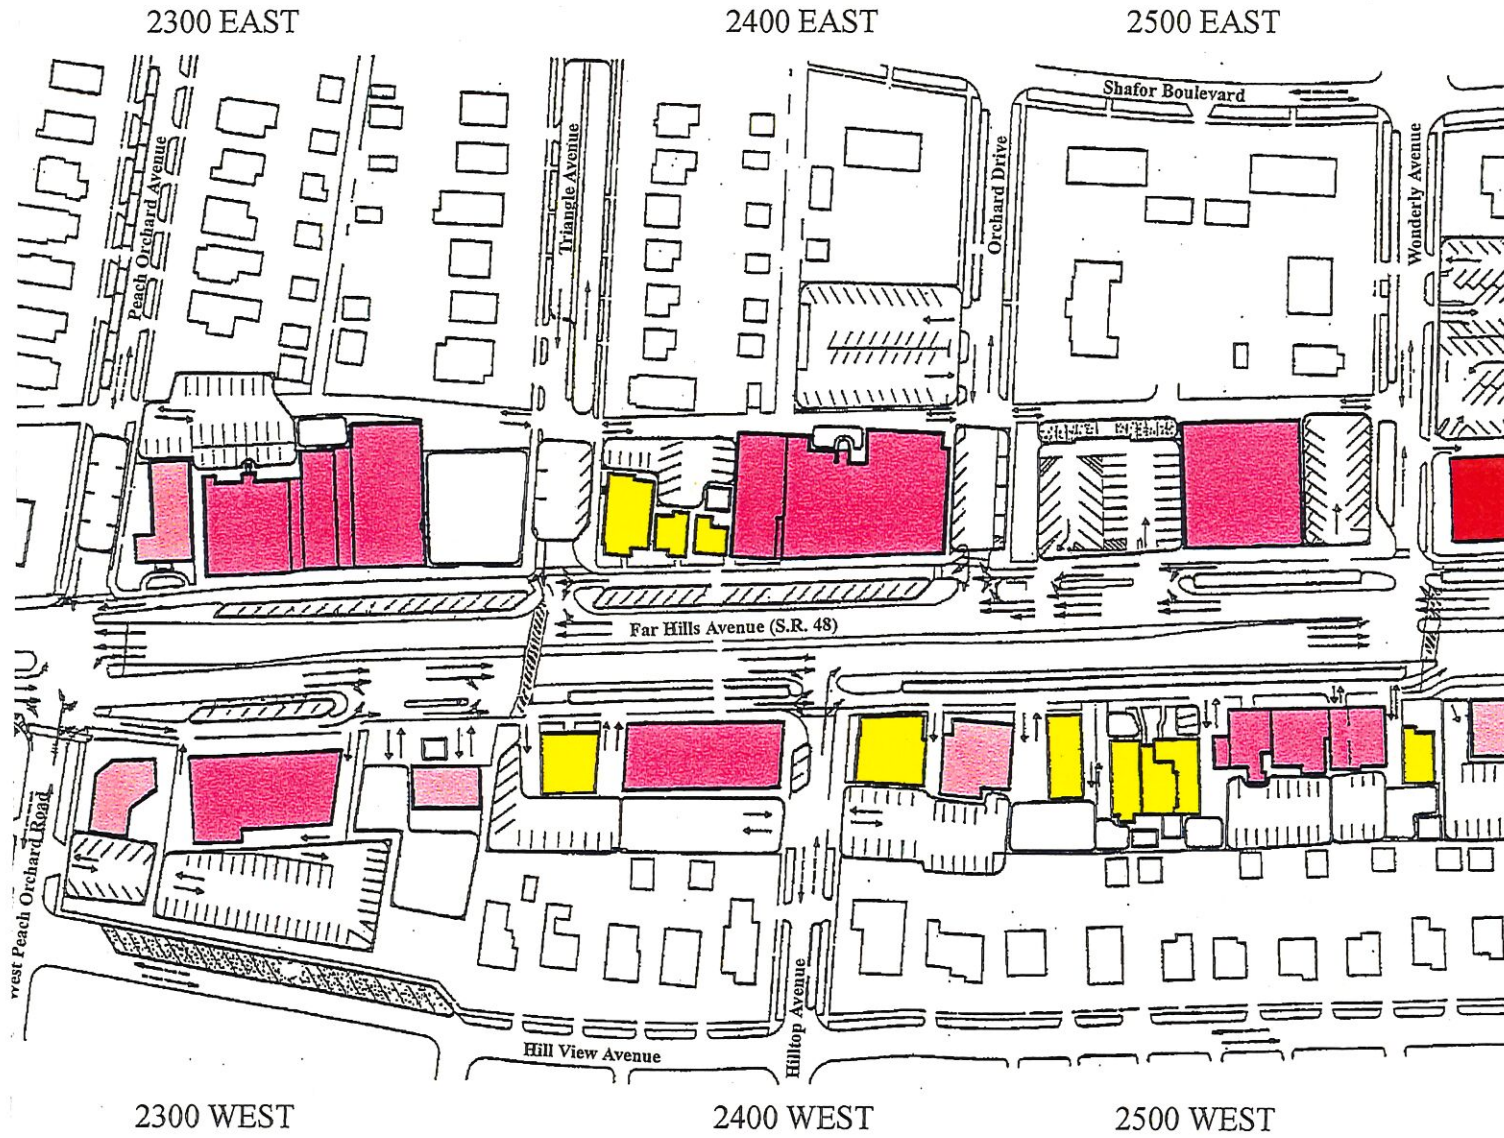 2300 EAST
2400 EAST
2500 EAST
Shafor Boulevard
Peach Orchard Avenue
Triangle Avenue
Orchard Drive
Wonderly Avenue
Far Hills Avenue (S.R. 48)
West Peach Orchard Road
Hilltop Avenue
Hill View Avenue
2300 WEST
2400 WEST
2500 WEST